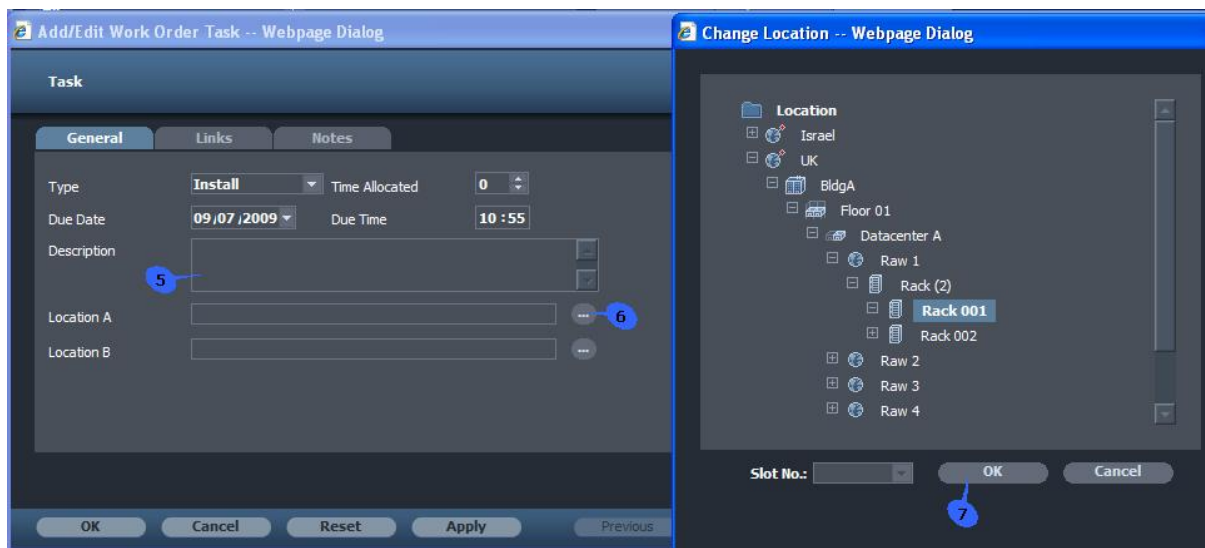 Add/Edit Work Order Task -- Webpage Dialog
Task
General Links Notes
Type Install Time Allocated 0
Due Date 09/07/2009 Due Time 10:55
Description
5
Location A ... 6
Location B ...
OK Cancel Reset Apply Previous
Change Location -- Webpage Dialog
Location
Israel
UK
BldgA
Floor 01
Datacenter A
Raw 1
Rack (2)
Rack 001
Rack 002
Raw 2
Raw 3
Raw 4
Slot No.: OK Cancel
7